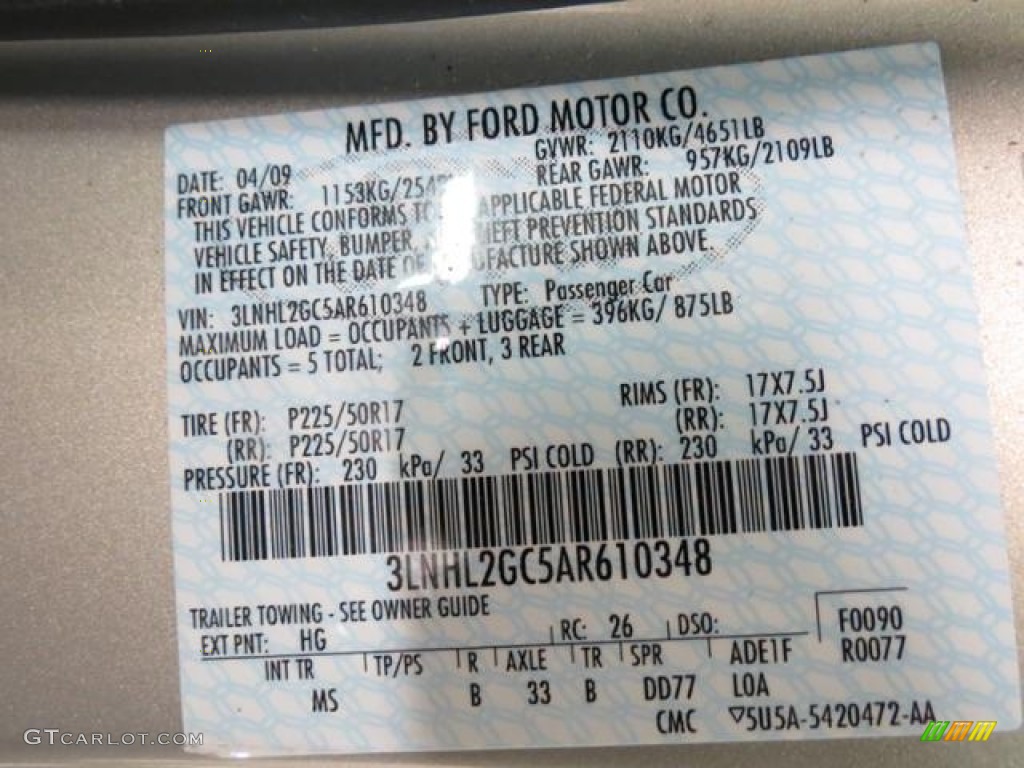 MFD. BY FORD MOTOR CO.
DATE: 04/09 GVWR: 2110KG/4651LB
FRONT GAWR: 1153KG/254 REAR GAWR: 957KG/2109LB
THIS VEHICLE CONFORMS TO APPLICABLE FEDERAL MOTOR
VEHICLE SAFETY, BUMPER, THEFT PREVENTION STANDARDS
IN EFFECT ON THE DATE OF MANUFACTURE SHOWN ABOVE.
VIN: 3LNHL2GC5AR610348 TYPE: Passenger Car
MAXIMUM LOAD = OCCUPANTS + LUGGAGE = 396KG/ 875LB
OCCUPANTS = 5 TOTAL; 2 FRONT, 3 REAR
TIRE (FR): P225/50R17 RIMS (FR): 17X7.5J
(RR): P225/50R17 (RR): 17X7.5J
PRESSURE (FR): 230 kPa/ 33 PSI COLD (RR): 230 kPa/ 33 PSI COLD
3LNHL2GC5AR610348
TRAILER TOWING - SEE OWNER GUIDE
EXT PNT: HG RC: 26 DSO: F0090
INT TR TP/PS R AXLE TR SPR ADE1F R0077
MS B 33 B DD77 LOA
CMC ▽5U5A-5420472-AA
GTCARLOT.COM